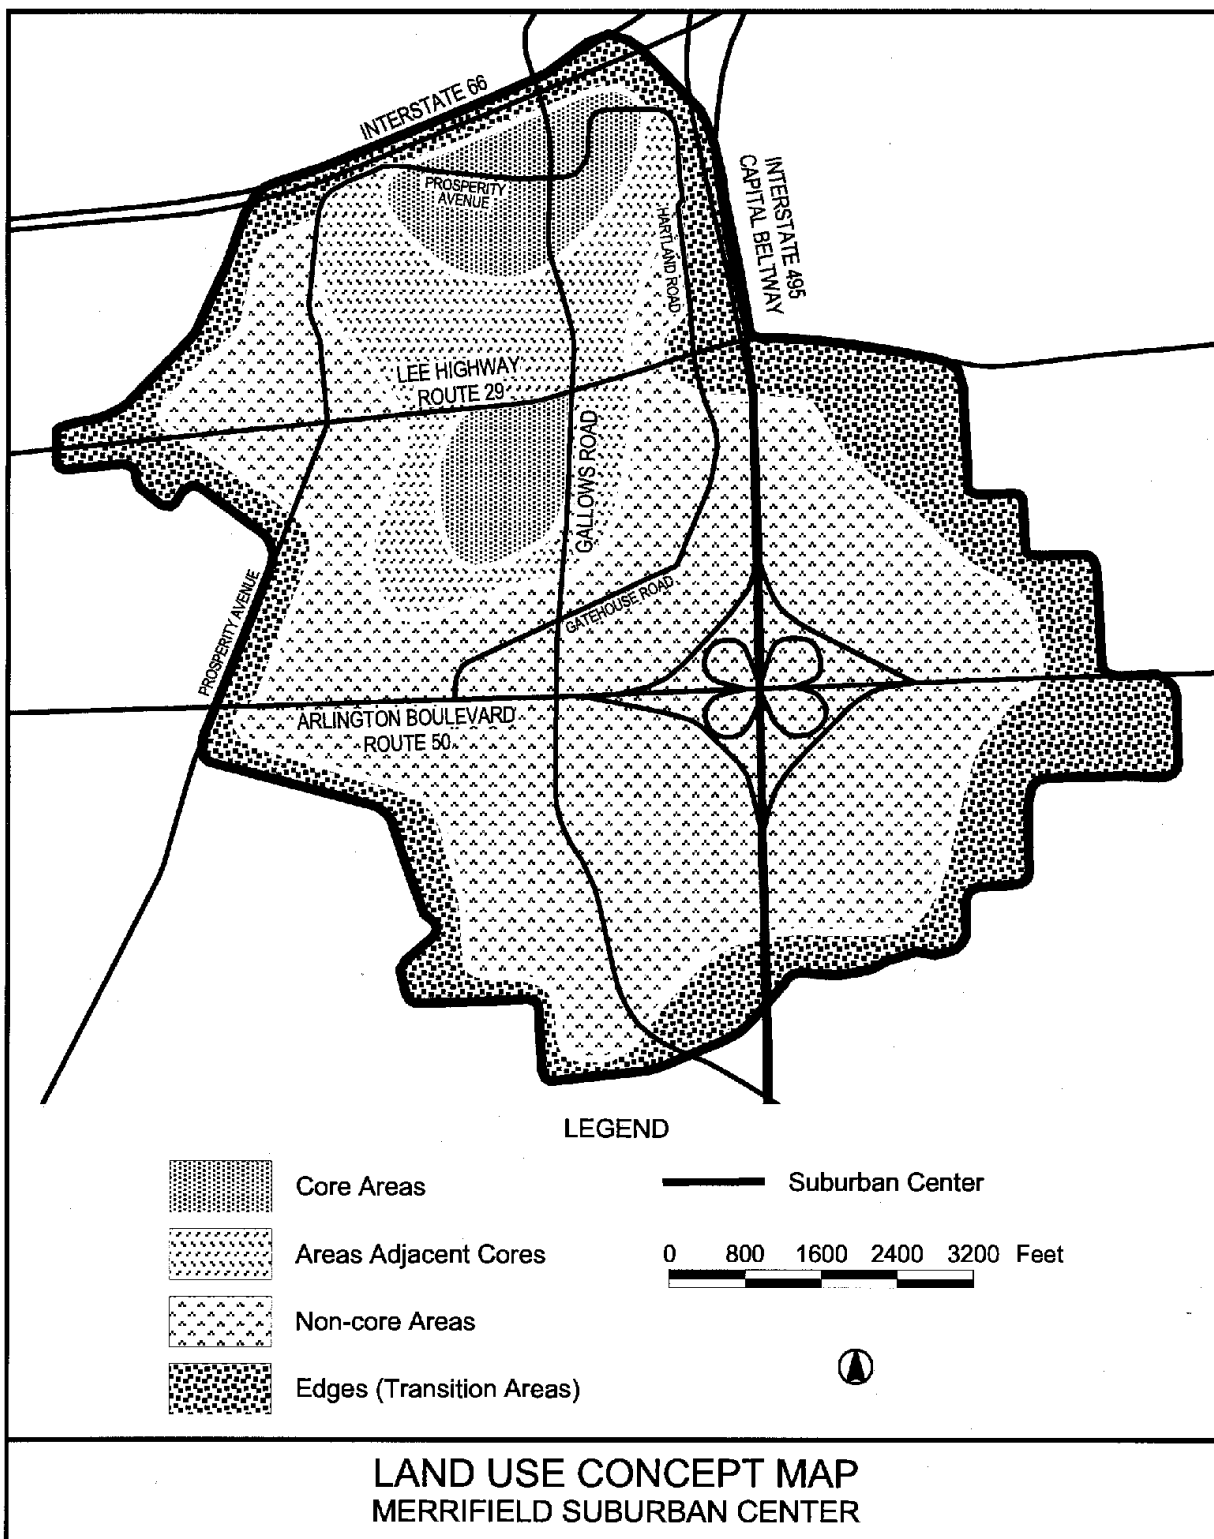 INTERSTATE 66
PROSPERITY
AVENUE
INTERSTATE 495
CAPITAL BELTWAY
HARTLAND ROAD
LEE HIGHWAY
ROUTE 29
GALLOWS ROAD
PROSPERITY AVENUE
GATEHOUSE ROAD
ARLINGTON BOULEVARD
ROUTE 50
LEGEND
Core Areas
Suburban Center
Areas Adjacent Cores
0 800 1600 2400 3200 Feet
Non-core Areas
Edges (Transition Areas)
LAND USE CONCEPT MAP
MERRIFIELD SUBURBAN CENTER